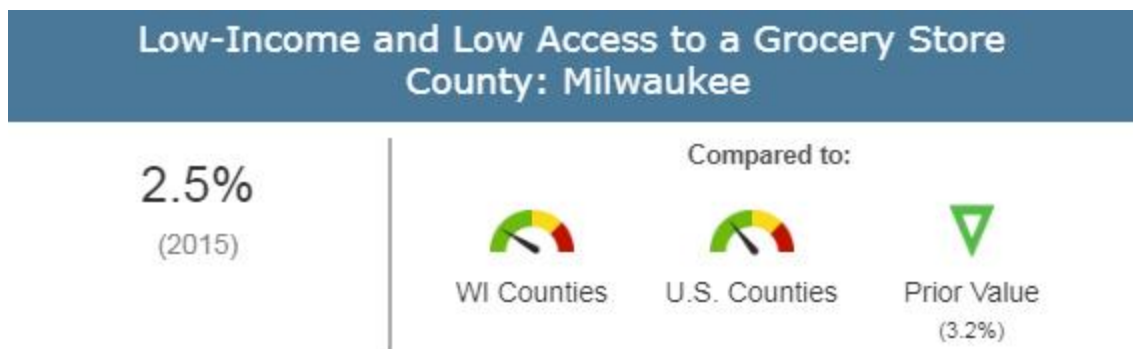 Low-Income and Low Access to a Grocery Store
County: Milwaukee
2.5%
(2015)
Compared to:
WI Counties
U.S. Counties
Prior Value
(3.2%)